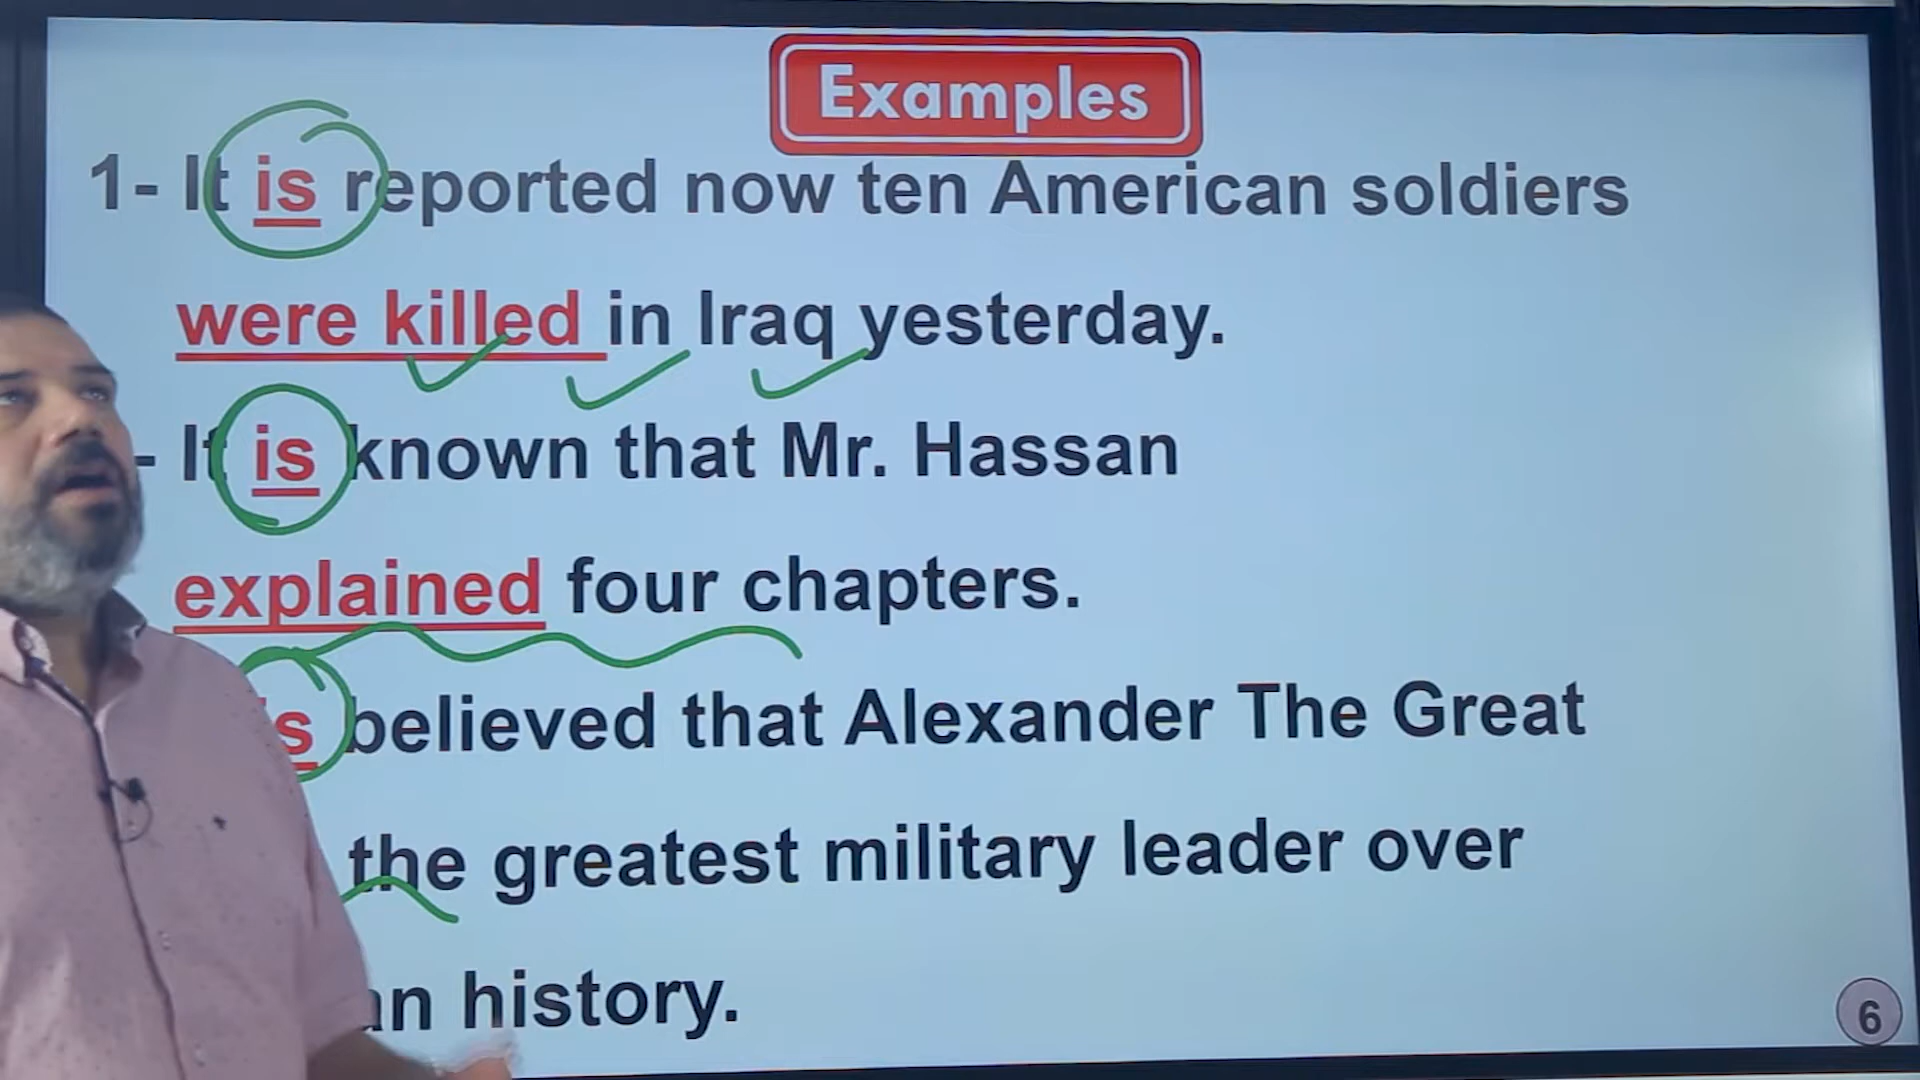 Examples
1- It is reported now ten American soldiers
were killed in Iraq yesterday.
- It is known that Mr. Hassan
explained four chapters.
believed that Alexander The Great
the greatest military leader over
history.
6